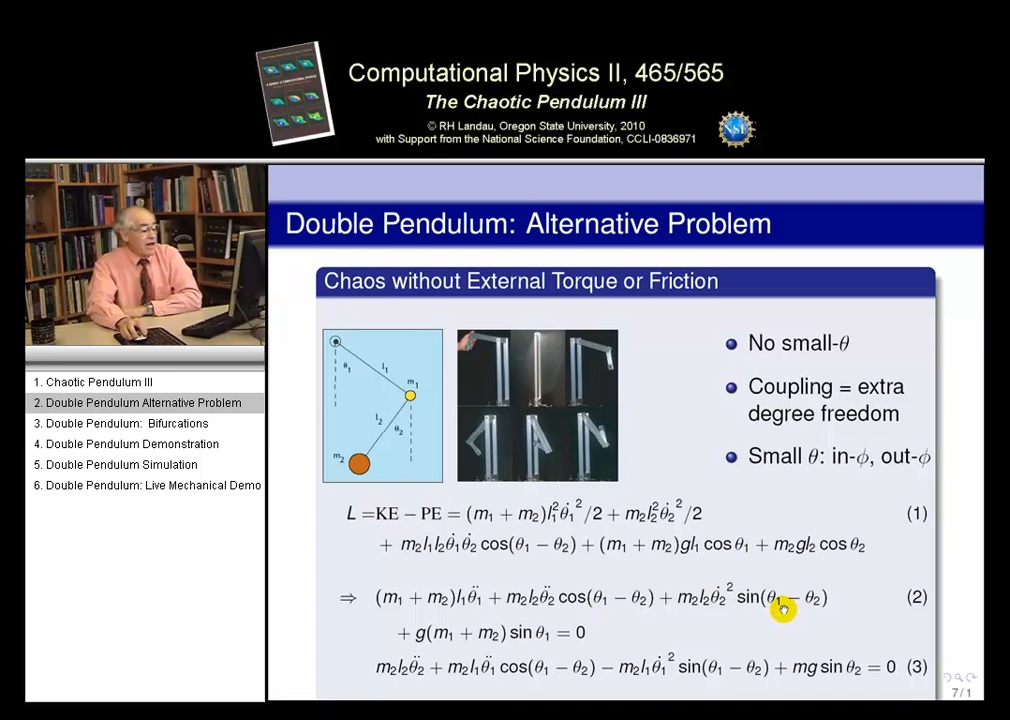 Computational Physics II, 465/565
The Chaotic Pendulum III
© RH Landau, Oregon State University, 2010
with Support from the National Science Foundation, CCLI-0836971
NSF
Double Pendulum: Alternative Problem
Chaos without External Torque or Friction
θ₁
l₁
m₁
l₂
θ₂
m₂
No small-θ
Coupling = extra
degree freedom
Small θ: in-ϕ, out-ϕ
L =KE − PE = (m₁ + m₂)l₁²θ̇₁²/2 + m₂l₂²θ̇₂²/2 (1)
+ m₂l₁l₂θ̇₁θ̇₂ cos(θ₁ − θ₂) + (m₁ + m₂)gl₁ cos θ₁ + m₂gl₂ cos θ₂
⇒ (m₁ + m₂)l₁θ̈₁ + m₂l₂θ̈₂ cos(θ₁ − θ₂) + m₂l₂θ̇₂² sin(θ₁ − θ₂) (2)
+ g(m₁ + m₂) sin θ₁ = 0
m₂l₂θ̈₂ + m₂l₁θ̈₁ cos(θ₁ − θ₂) − m₂l₁θ̇₁² sin(θ₁ − θ₂) + mg sin θ₂ = 0 (3)
7/1
1. Chaotic Pendulum III
2. Double Pendulum Alternative Problem
3. Double Pendulum: Bifurcations
4. Double Pendulum Demonstration
5. Double Pendulum Simulation
6. Double Pendulum: Live Mechanical Demo